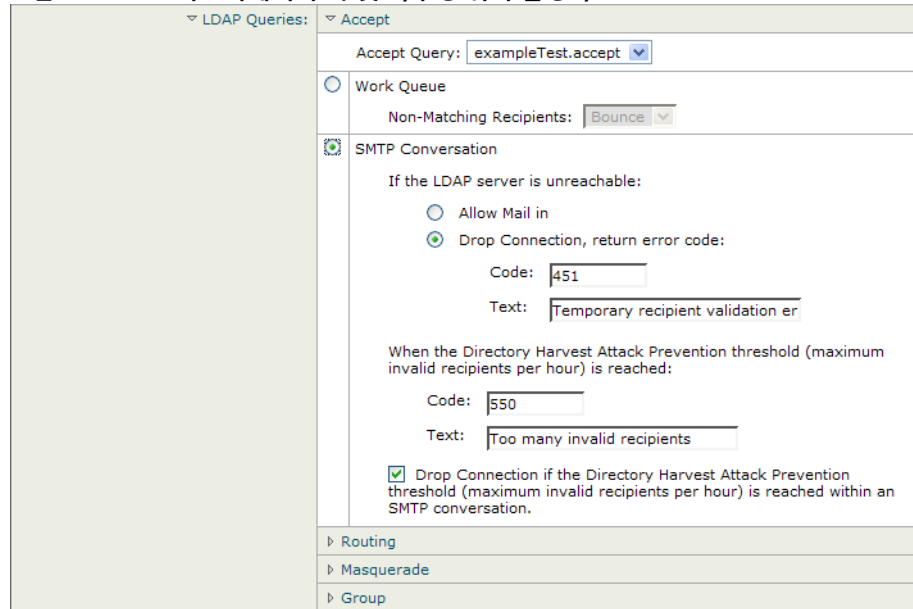 LDAP Queries:
Accept
Accept Query: exampleTest.accept
Work Queue
Non-Matching Recipients: Bounce
SMTP Conversation
If the LDAP server is unreachable:
Allow Mail in
Drop Connection, return error code:
Code: 451
Text: Temporary recipient validation er
When the Directory Harvest Attack Prevention threshold (maximum
invalid recipients per hour) is reached:
Code: 550
Text: Too many invalid recipients
Drop Connection if the Directory Harvest Attack Prevention
threshold (maximum invalid recipients per hour) is reached within an
SMTP conversation.
Routing
Masquerade
Group